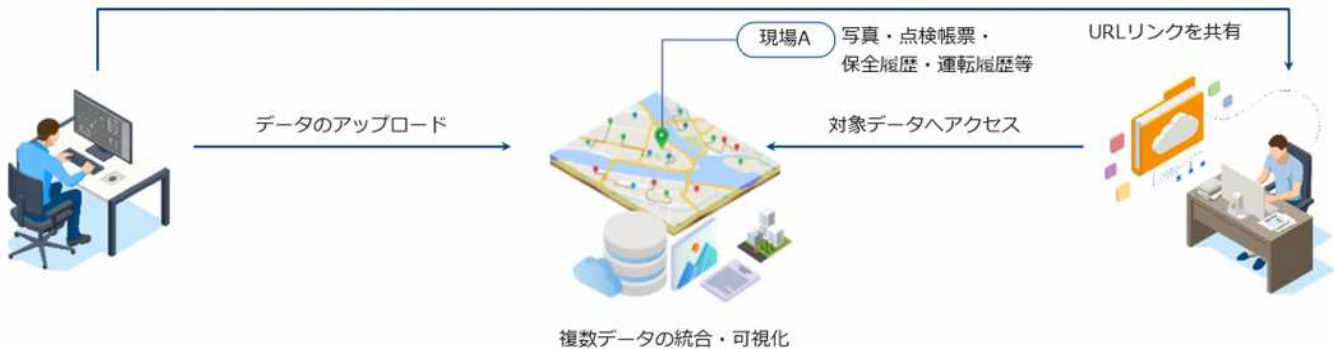 現場A
写真・点検帳票・
保全履歴・運転履歴等
URLリンクを共有
データのアップロード
対象データへアクセス
複数データの統合・可視化